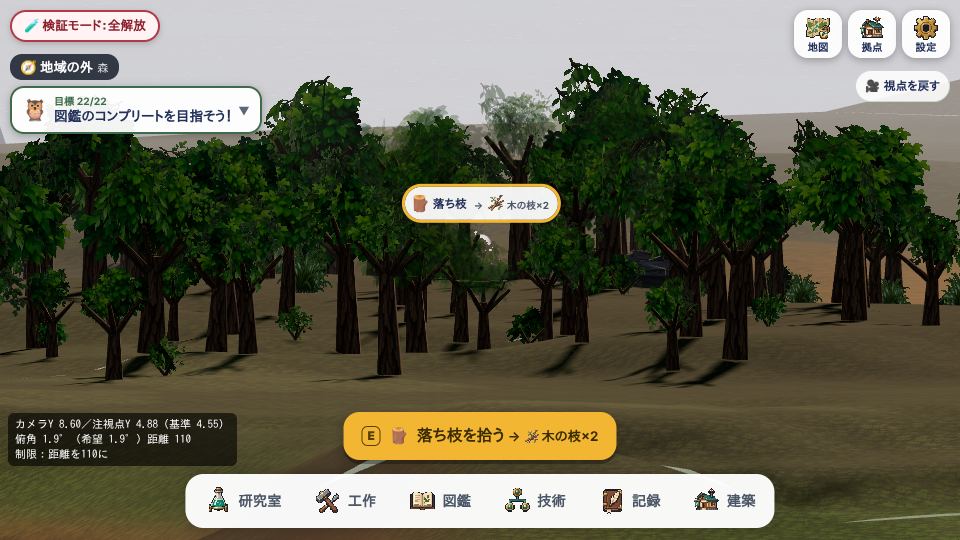 検証モード:全解放
地図
拠点
設定
地域の外 森
目標 22/22
図鑑のコンプリートを目指そう!
視点を戻す
落ち枝 → 木の枝×2
カメラY 8.60／注視点Y 4.88（基準 4.55）
俯角 1.9°（希望 1.9°）距離 110
制限：距離を110に
E 落ち枝を拾う → 木の枝×2
研究室
工作
図鑑
技術
記録
建築